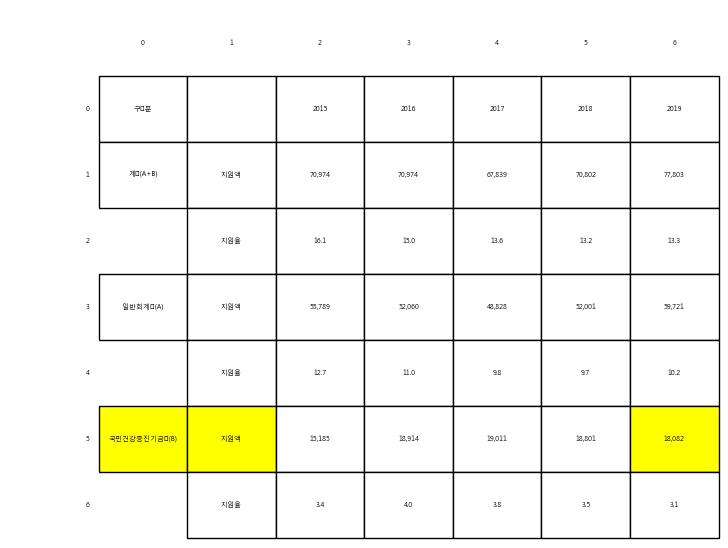 0 1 2 3 4 5 6
0 구□분 2015 2016 2017 2018 2019
1 계□(A+B) 지원액 70,974 70,974 67,839 70,802 77,803
2 지원율 16.1 15.0 13.6 13.2 13.3
3 일반회계□(A) 지원액 55,789 52,060 48,828 52,001 59,721
4 지원율 12.7 11.0 9.8 9.7 10.2
5 국민건강증진기금□(B) 지원액 15,185 18,914 19,011 18,801 18,082
6 지원율 3.4 4.0 3.8 3.5 3.1